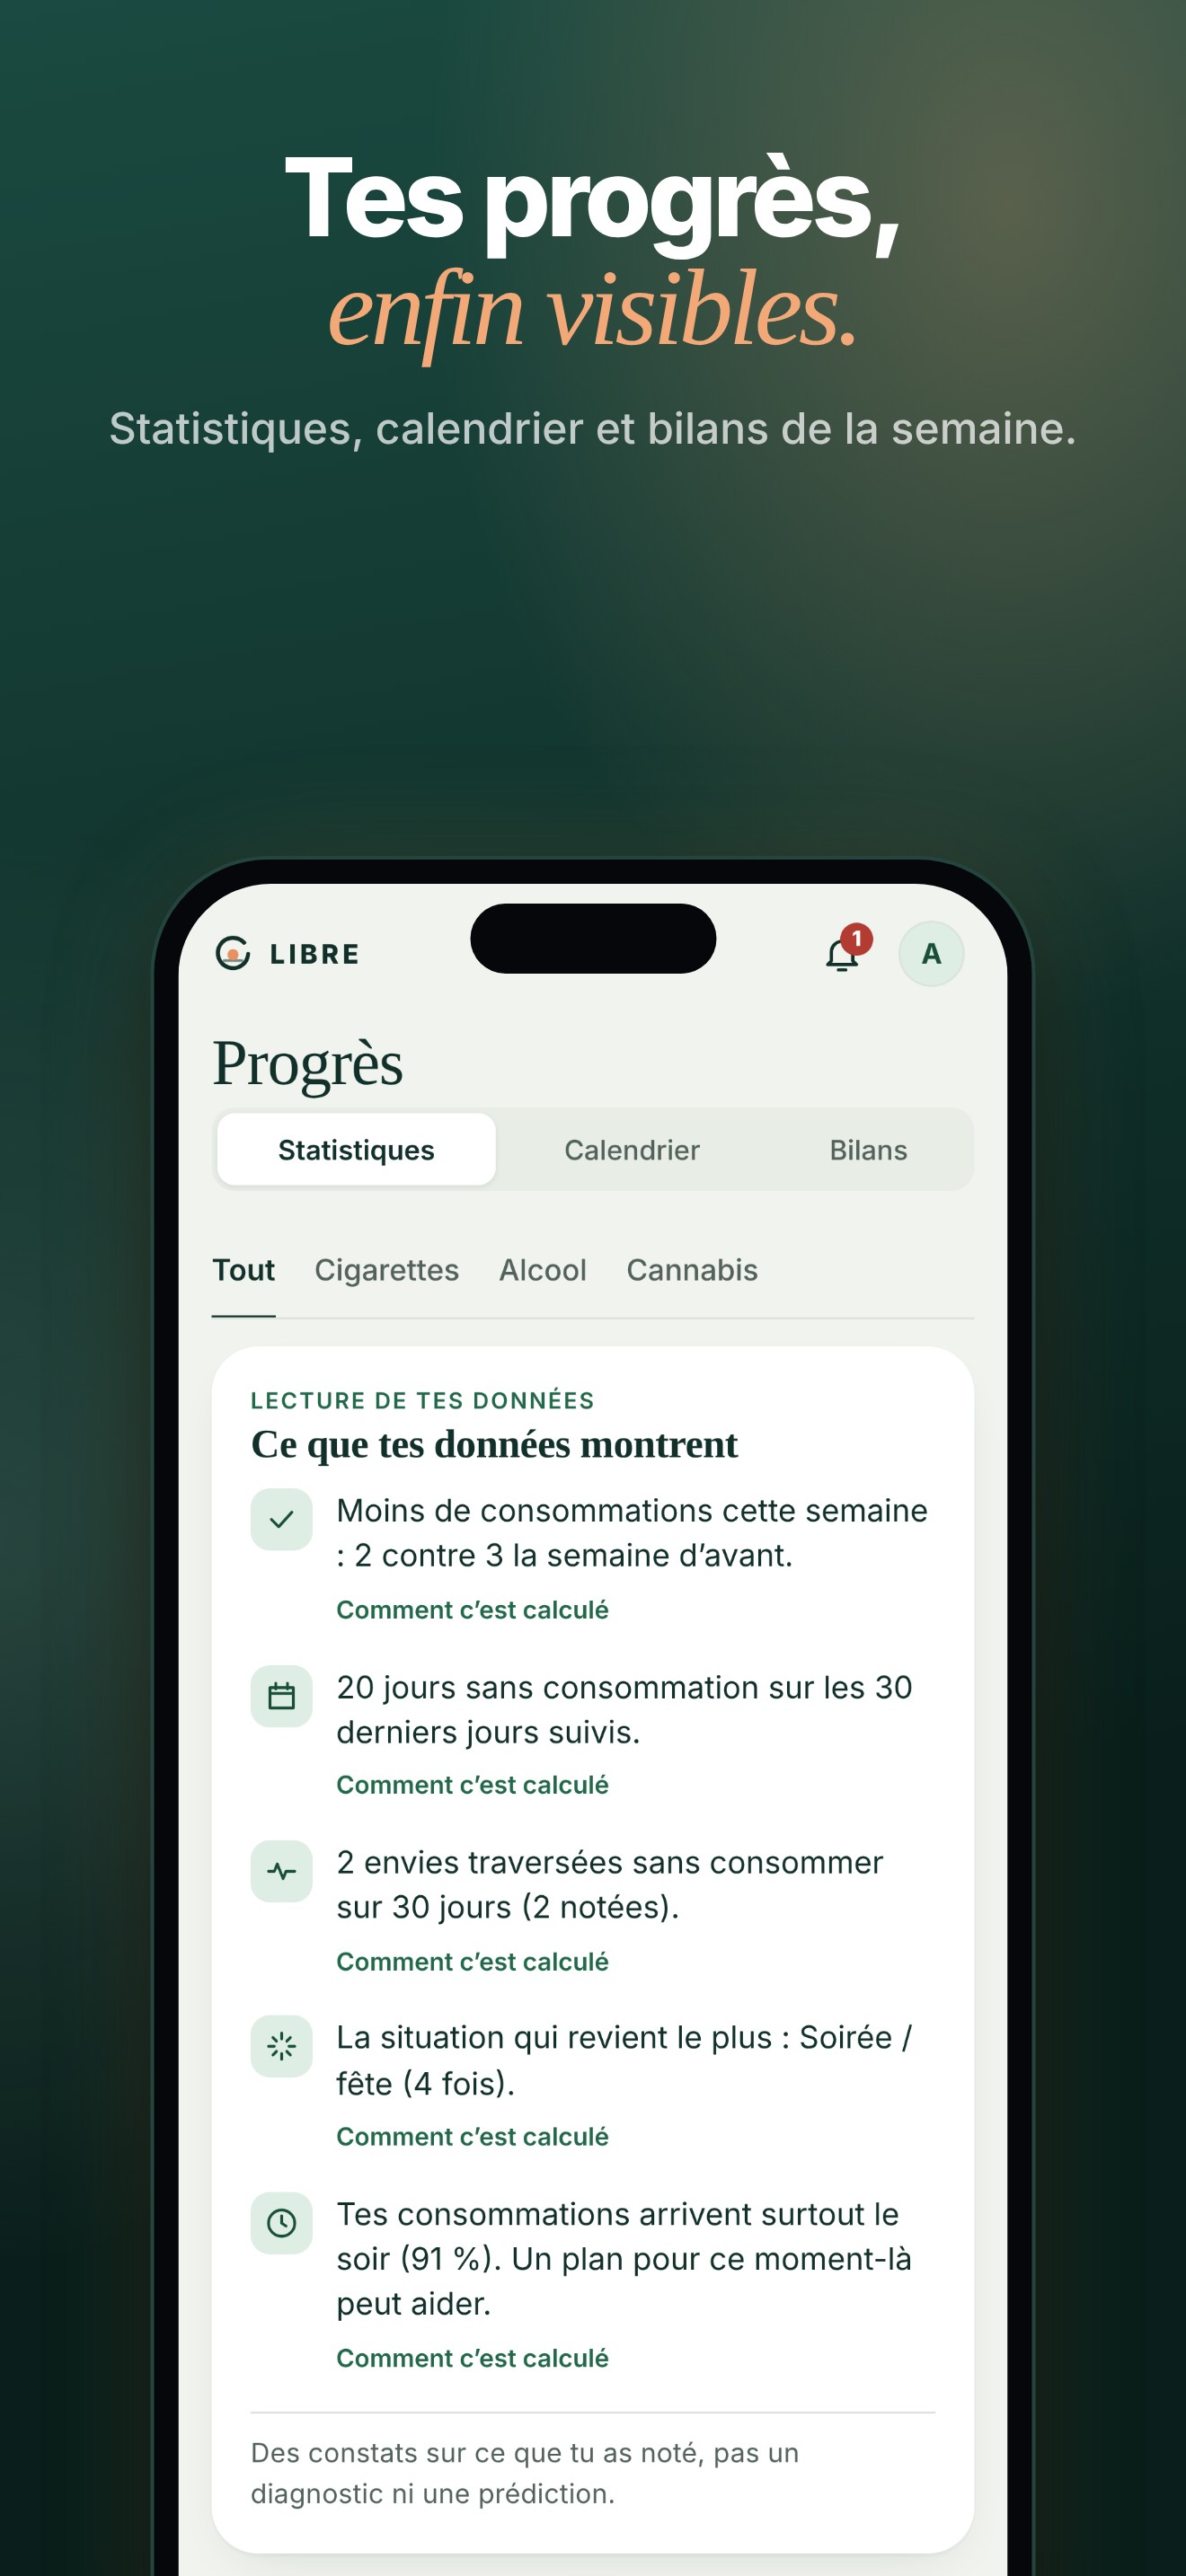 Tes progrès,
enfin visibles.
Statistiques, calendrier et bilans de la semaine.
LIBRE
1
A
Progrès
Statistiques
Calendrier
Bilans
Tout
Cigarettes
Alcool
Cannabis
LECTURE DE TES DONNÉES
Ce que tes données montrent
Moins de consommations cette semaine
: 2 contre 3 la semaine d’avant.
Comment c’est calculé
20 jours sans consommation sur les 30
derniers jours suivis.
Comment c’est calculé
2 envies traversées sans consommer
sur 30 jours (2 notées).
Comment c’est calculé
La situation qui revient le plus : Soirée /
fête (4 fois).
Comment c’est calculé
Tes consommations arrivent surtout le
soir (91 %). Un plan pour ce moment-là
peut aider.
Comment c’est calculé
Des constats sur ce que tu as noté, pas un
diagnostic ni une prédiction.